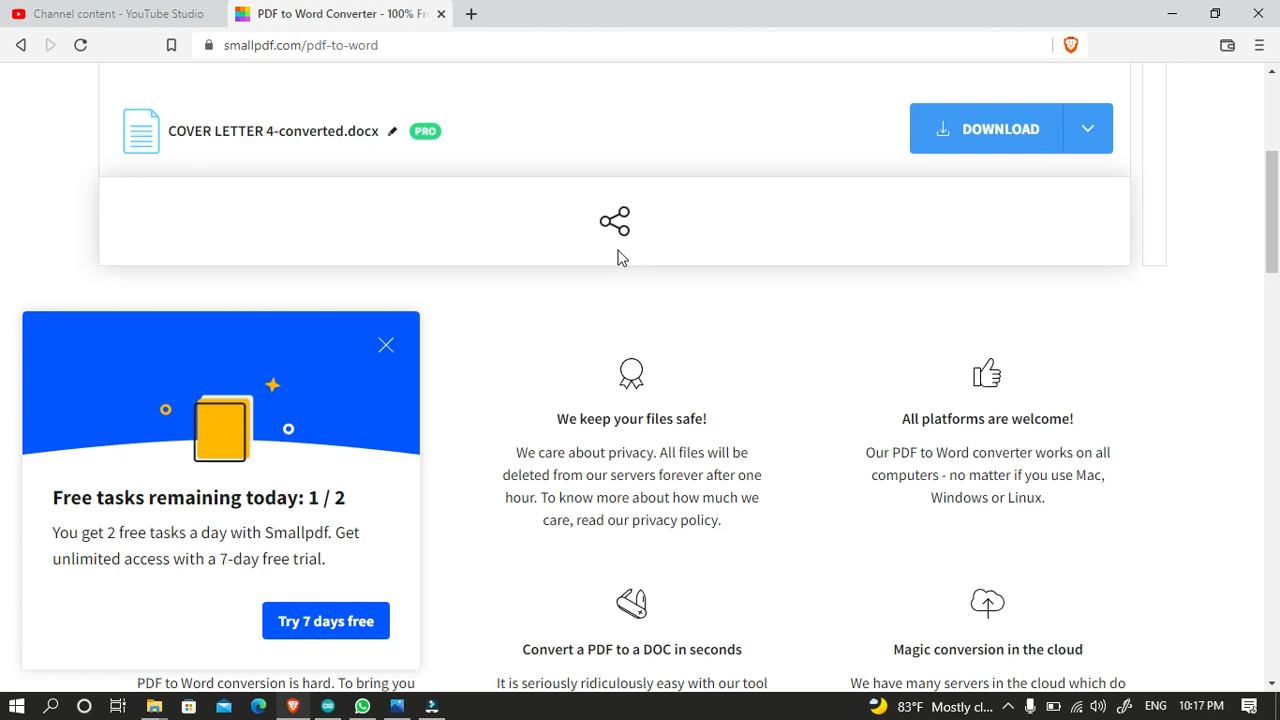 Channel content - YouTube Studio
PDF to Word Converter - 100% Fr
smallpdf.com/pdf-to-word
COVER LETTER 4-converted.docx
PRO
DOWNLOAD
We keep your files safe!
We care about privacy. All files will be
deleted from our servers forever after one
hour. To know more about how much we
care, read our privacy policy.
All platforms are welcome!
Our PDF to Word converter works on all
computers - no matter if you use Mac,
Windows or Linux.
Free tasks remaining today: 1 / 2
You get 2 free tasks a day with Smallpdf. Get
unlimited access with a 7-day free trial.
Try 7 days free
Convert a PDF to a DOC in seconds
Magic conversion in the cloud
PDF to Word conversion is hard. To bring you
It is seriously ridiculously easy with our tool
We have many servers in the cloud which do
83°F Mostly cl...
ENG
10:17 PM